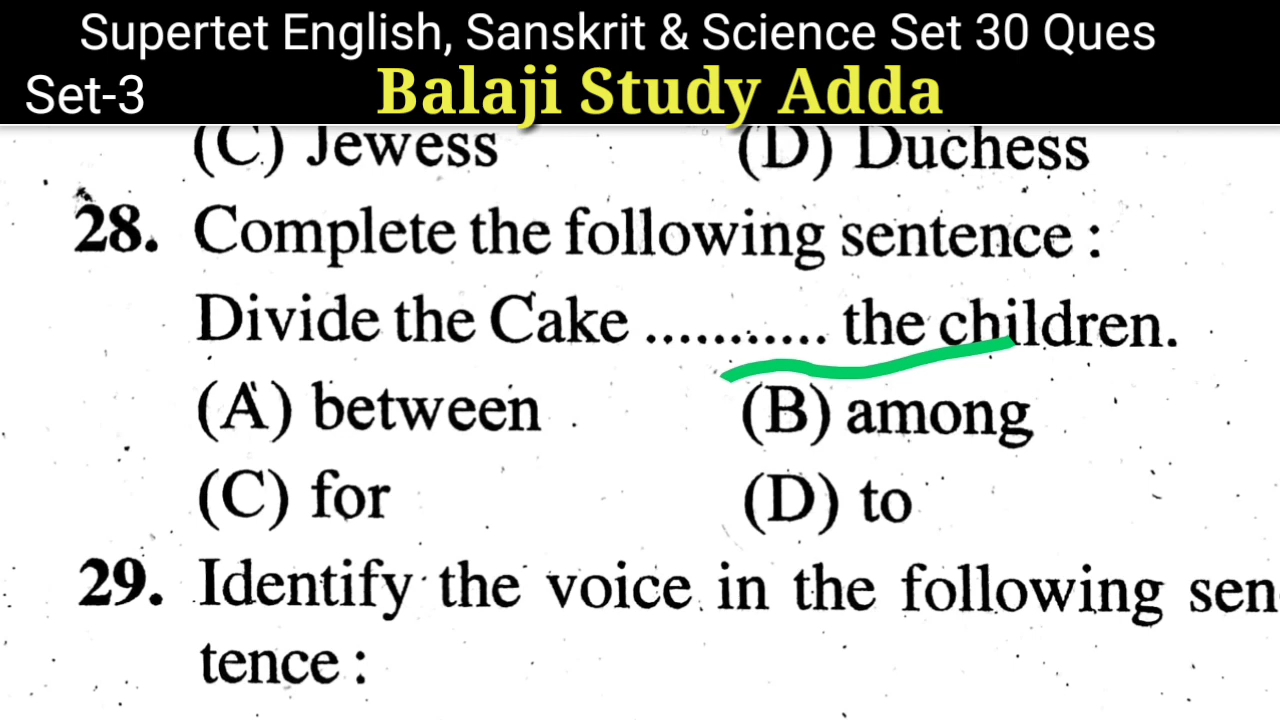 Supertet English, Sanskrit & Science Set 30 Ques
Set-3 Balaji Study Adda
(C) Jewess (D) Duchess
28. Complete the following sentence :
Divide the Cake ........... the children.
(A) between (B) among
(C) for (D) to
29. Identify the voice in the following sen-
tence :